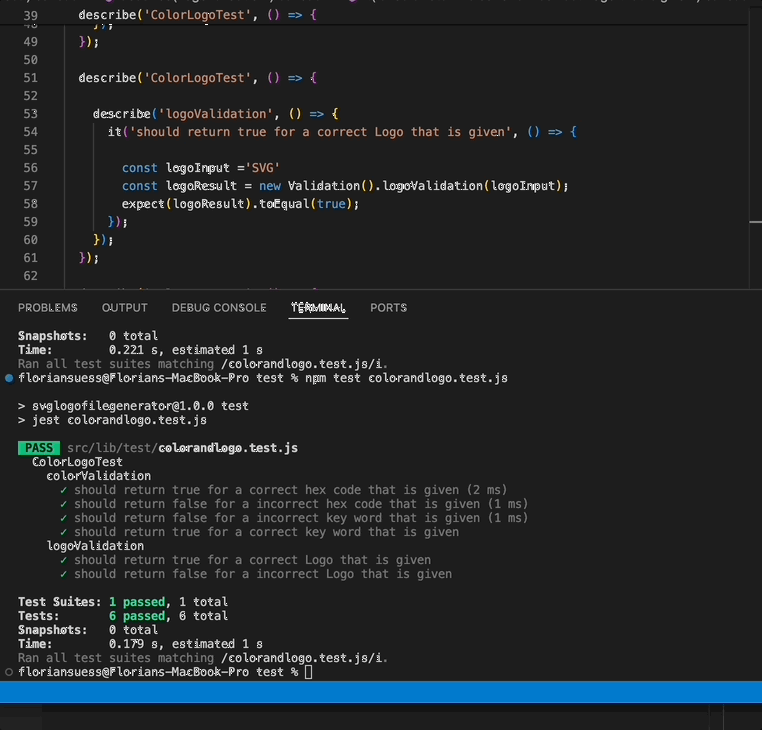 39 describe('ColorLogoTest', () => {
48 });
49 });
50
51 describe('ColorLogoTest', () => {
52
53 describe('logoValidation', () => {
54 it('should return true for a correct Logo that is given', () => {
55
56 const logoInput ='SVG'
57 const logoResult = new Validation().logoValidation(logoInput);
58 expect(logoResult).toEqual(true);
59 });
60 });
61 });
62
PROBLEMS OUTPUT DEBUG CONSOLE TERMINAL PORTS
Snapshots: 0 total
Time: 0.221 s, estimated 1 s
Ran all test suites matching /colorandlogo.test.js/i.
floriansuess@Florians-MacBook-Pro test % npm test colorandlogo.test.js
> svglogofilegenerator@1.0.0 test
> jest colorandlogo.test.js
PASS src/lib/test/colorandlogo.test.js
ColorLogoTest
colorValidation
✓ should return true for a correct hex code that is given (2 ms)
✓ should return false for a incorrect hex code that is given (1 ms)
✓ should return false for a incorrect key word that is given (1 ms)
✓ should return true for a correct key word that is given
logoValidation
✓ should return true for a correct Logo that is given
✓ should return false for a incorrect Logo that is given
Test Suites: 1 passed, 1 total
Tests: 6 passed, 6 total
Snapshots: 0 total
Time: 0.179 s, estimated 1 s
Ran all test suites matching /colorandlogo.test.js/i.
floriansuess@Florians-MacBook-Pro test %